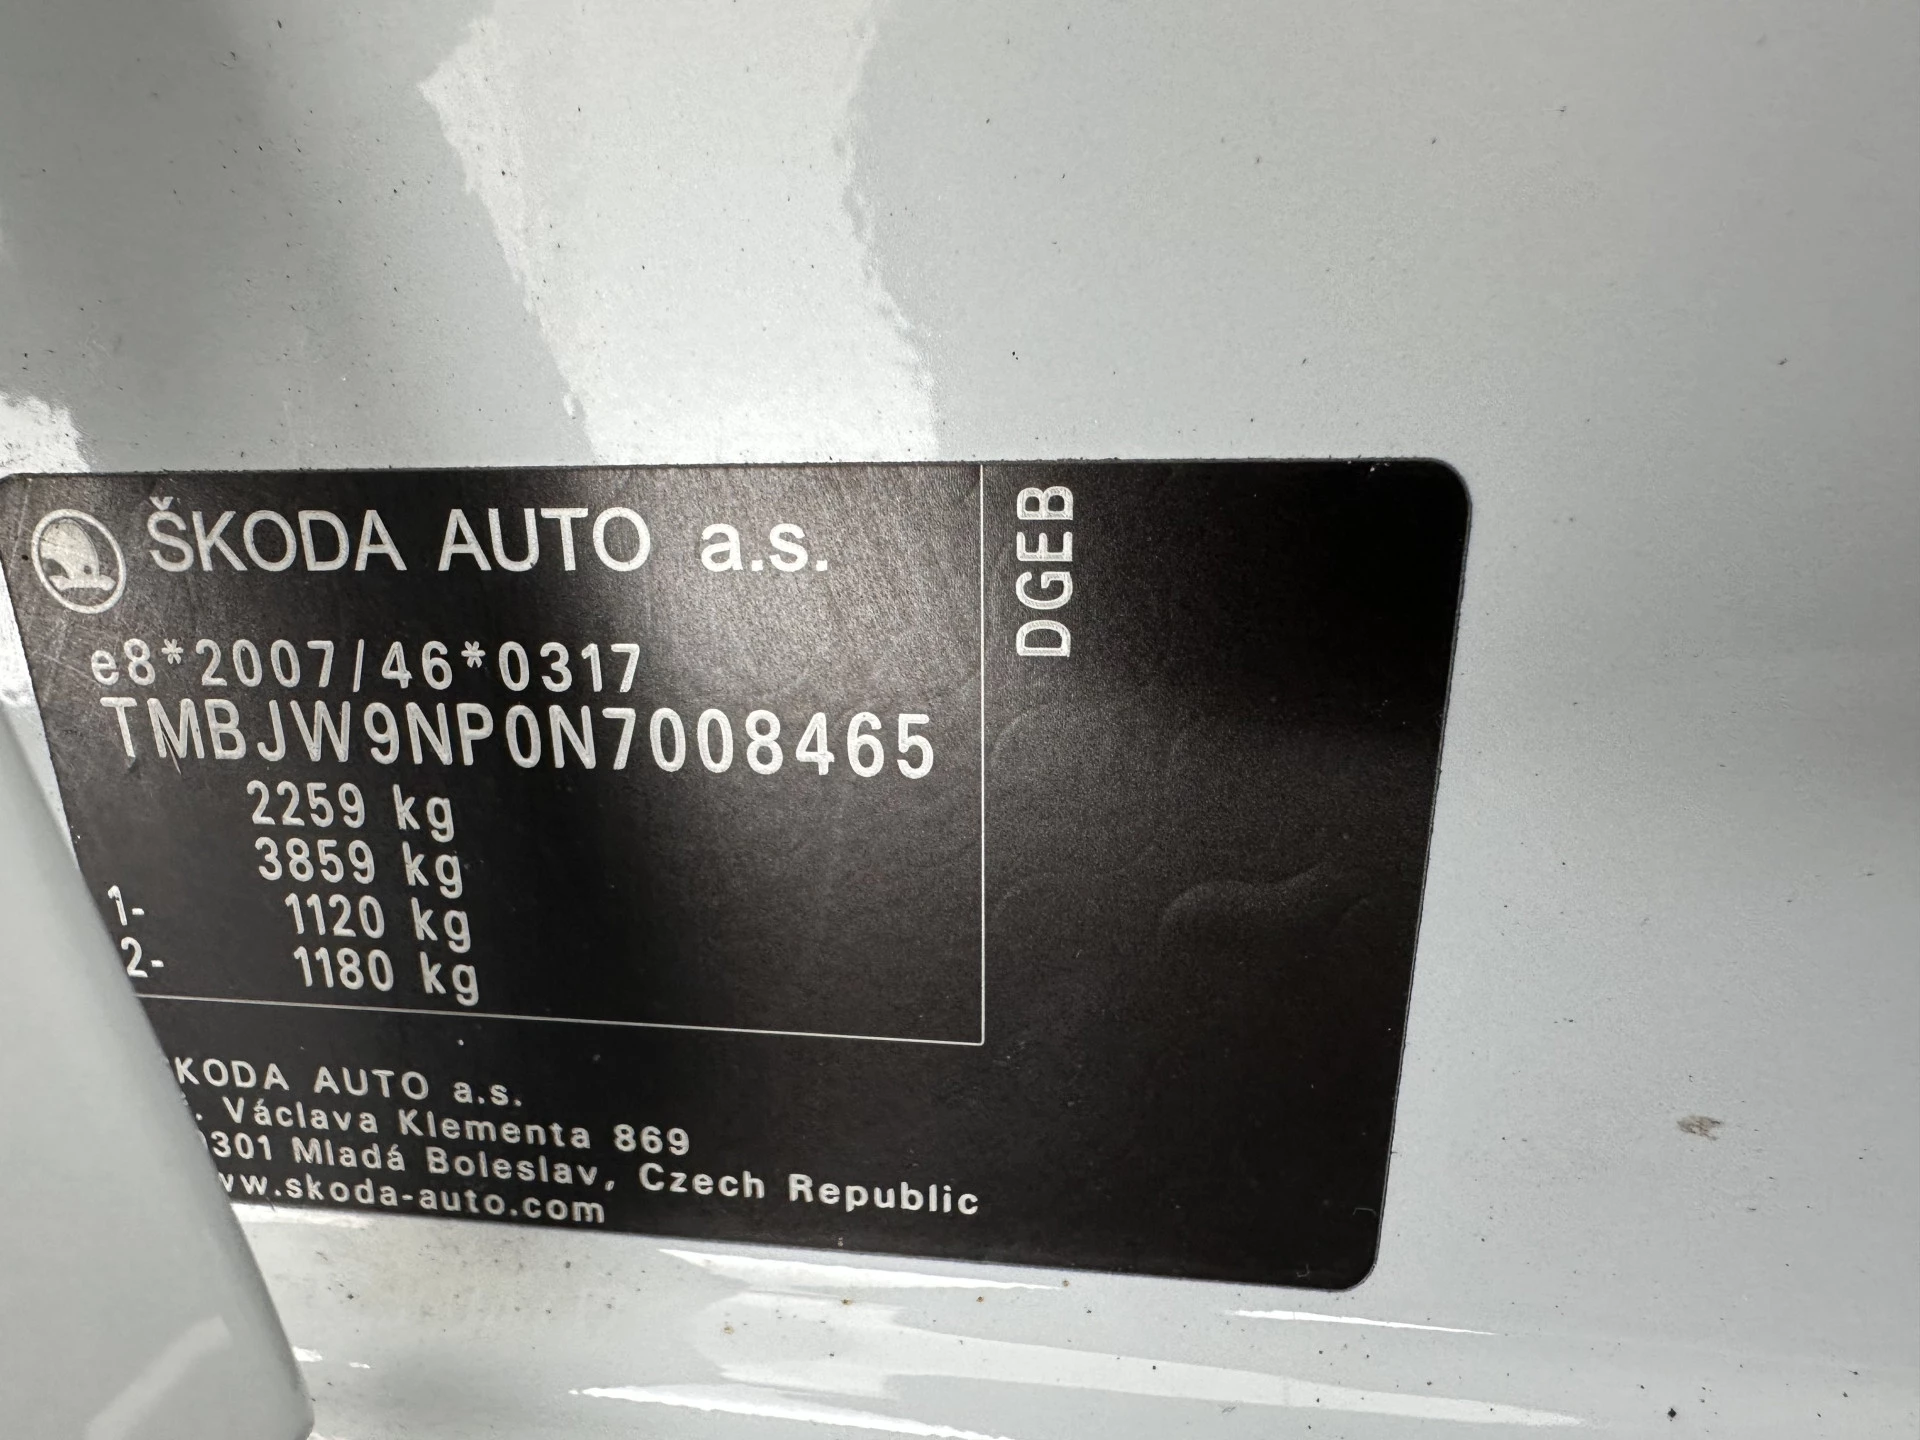 ŠKODA AUTO a.s.
e8*2007/46*0317
TMBJW9NP0N7008465
2259 kg
3859 kg
1- 1120 kg
2- 1180 kg
DGEB
KODA AUTO a.s.
. Václava Klementa 869
0301 Mladá Boleslav, Czech Republic
ww.skoda-auto.com